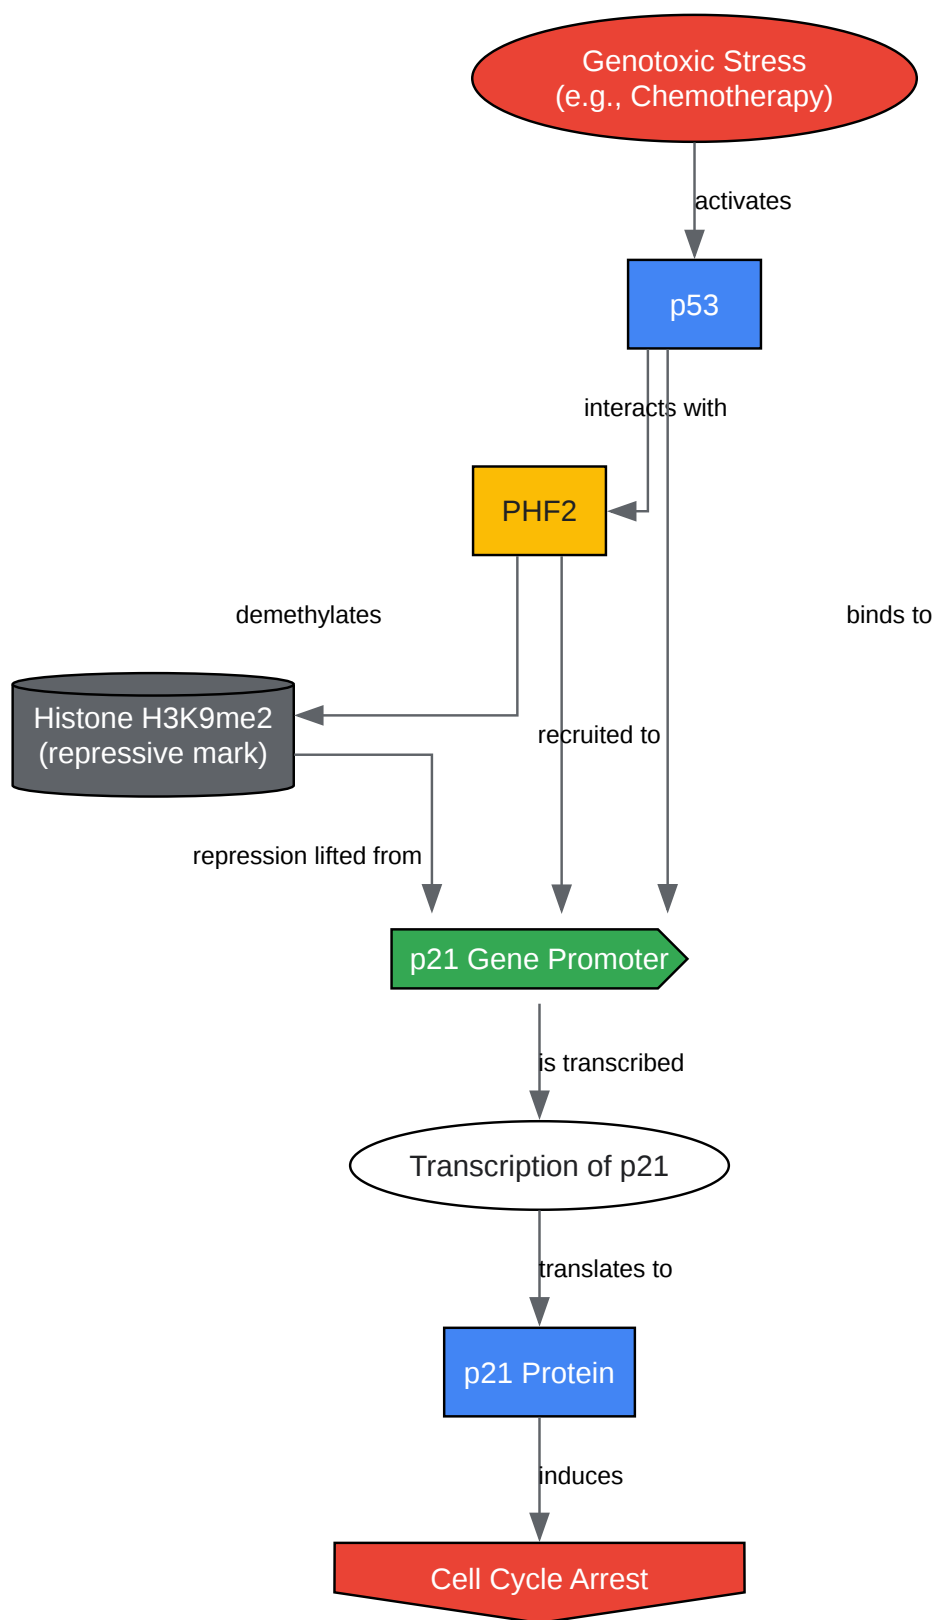 Genotoxic Stress
(e.g., Chemotherapy)
activates
p53
interacts with
PHF2
demethylates
binds to
Histone H3K9me2
(repressive mark)
recruited to
repression lifted from
p21 Gene Promoter
is transcribed
Transcription of p21
translates to
p21 Protein
induces
Cell Cycle Arrest